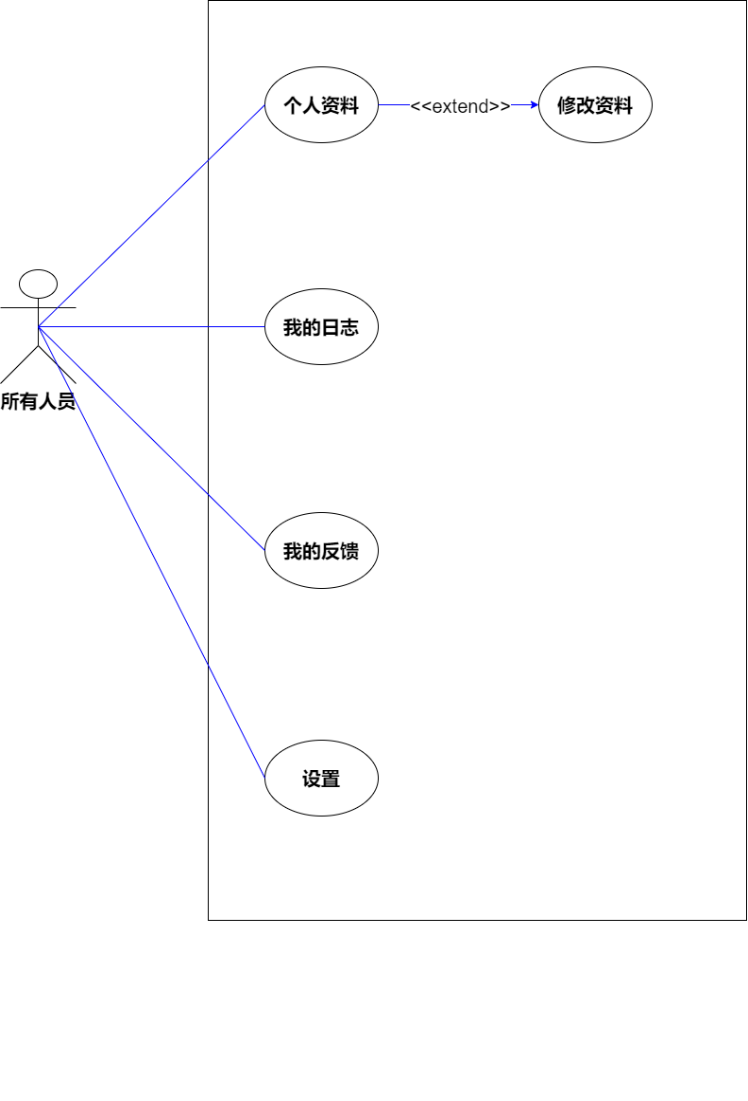 个人资料 <<extend>> 修改资料
我的日志
所有人员
我的反馈
设置